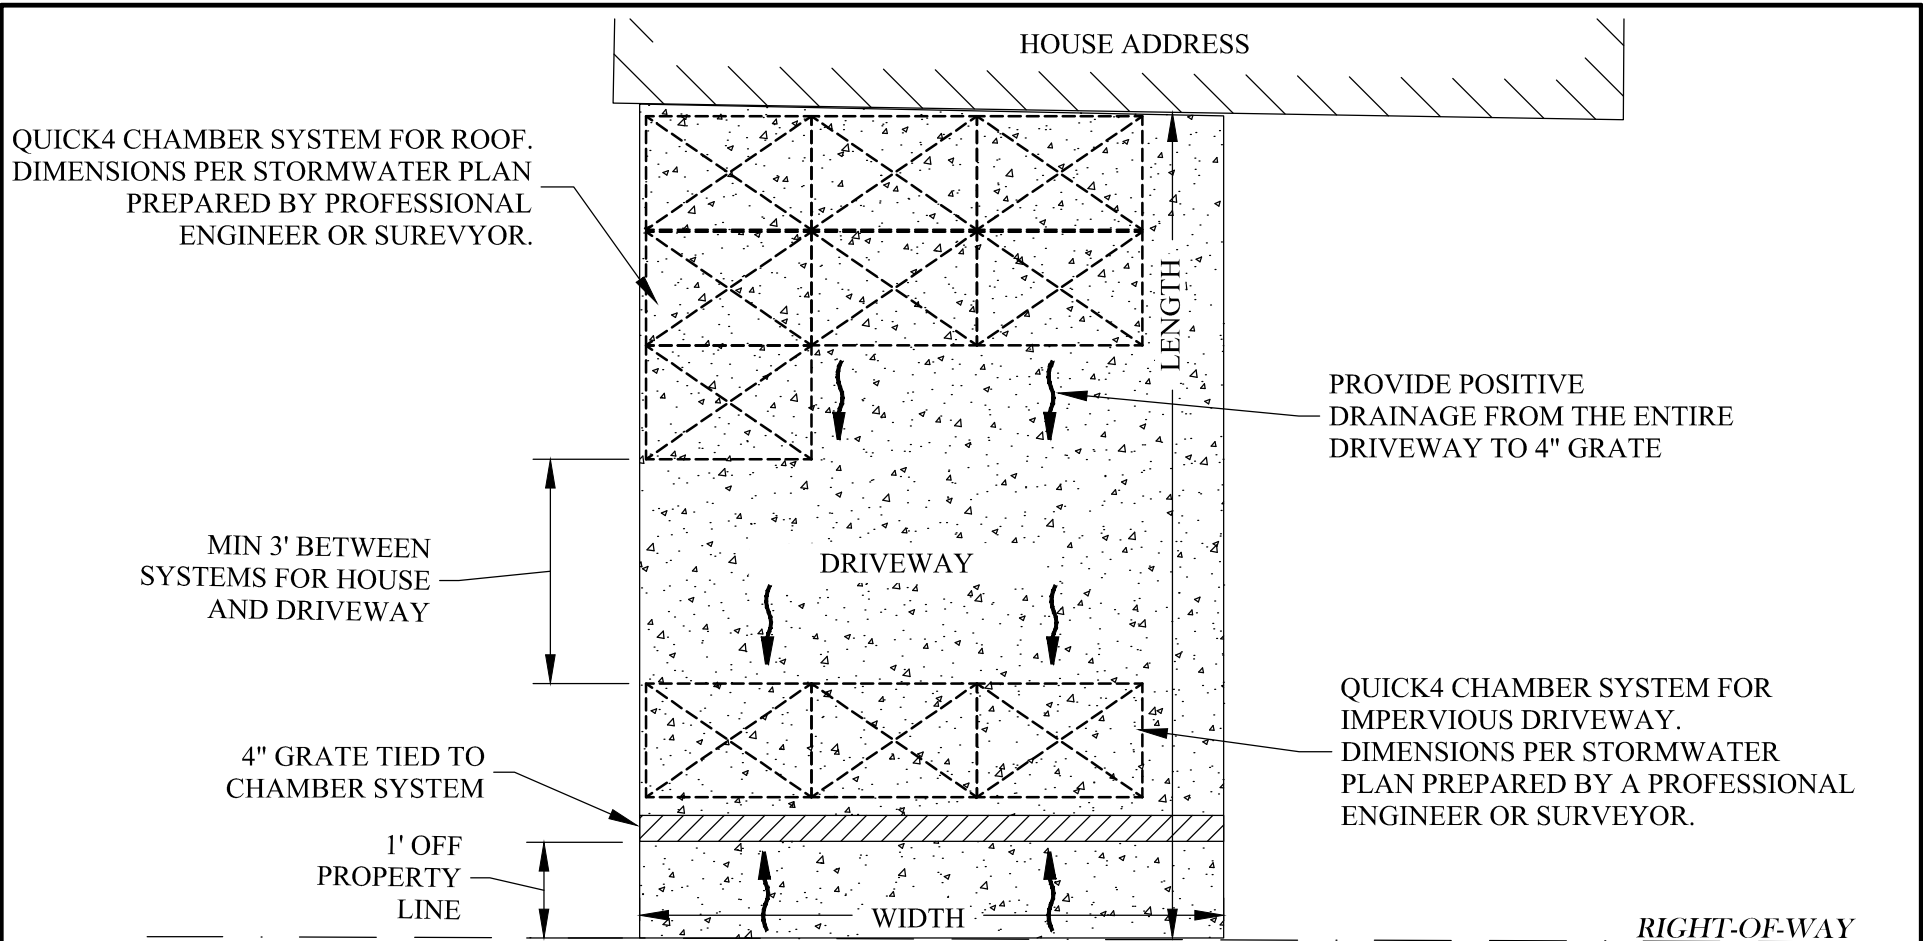 HOUSE ADDRESS
QUICK4 CHAMBER SYSTEM FOR ROOF.
DIMENSIONS PER STORMWATER PLAN
PREPARED BY PROFESSIONAL
ENGINEER OR SUREVYOR.
LENGTH
PROVIDE POSITIVE
DRAINAGE FROM THE ENTIRE
DRIVEWAY TO 4" GRATE
MIN 3' BETWEEN
SYSTEMS FOR HOUSE
AND DRIVEWAY
DRIVEWAY
QUICK4 CHAMBER SYSTEM FOR
IMPERVIOUS DRIVEWAY.
DIMENSIONS PER STORMWATER
PLAN PREPARED BY A PROFESSIONAL
ENGINEER OR SURVEYOR.
4" GRATE TIED TO
CHAMBER SYSTEM
1' OFF
PROPERTY
LINE
WIDTH
RIGHT-OF-WAY